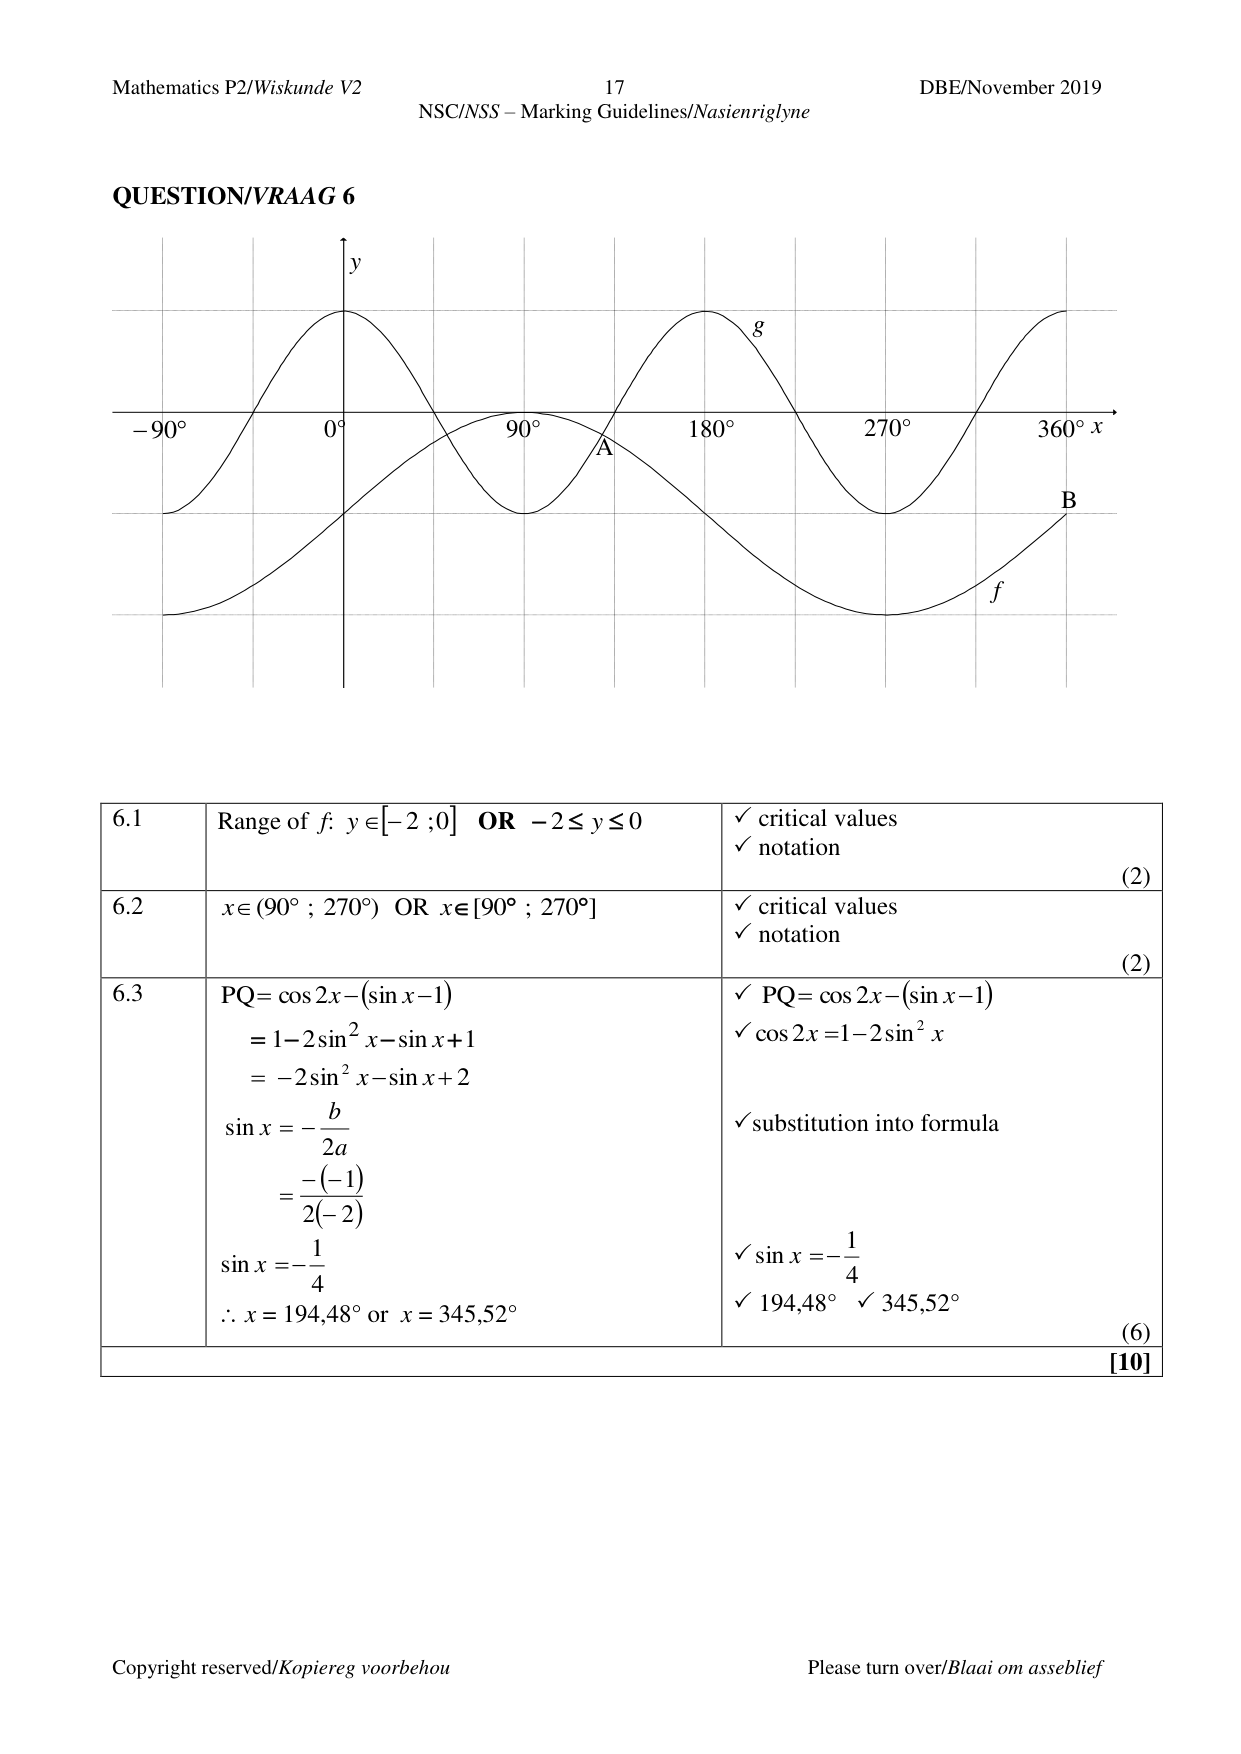 Mathematics P2/Wiskunde V2 17 DBE/November 2019
NSC/NSS – Marking Guidelines/Nasienriglyne
QUESTION/VRAAG 6
y
g
–90° 0° 90° 180° 270° 360° x
A
B
f
6.1 Range of f: y ∈ [–2 ; 0] OR –2 ≤ y ≤ 0 ✓ critical values
✓ notation
(2)
6.2 x ∈ (90° ; 270°) OR x ∈ [90° ; 270°] ✓ critical values
✓ notation
(2)
6.3 PQ = cos 2x – (sin x – 1) ✓ PQ = cos 2x – (sin x – 1)
= 1 – 2sin² x – sin x + 1 ✓ cos 2x = 1 – 2sin² x
= –2sin² x – sin x + 2
sin x = – b/2a ✓ substitution into formula
= –(–1)/2(–2)
sin x = – 1/4 ✓ sin x = – 1/4
∴ x = 194,48° or x = 345,52° ✓ 194,48° ✓ 345,52°
(6)
[10]
Copyright reserved/Kopiereg voorbehou Please turn over/Blaai om asseblief